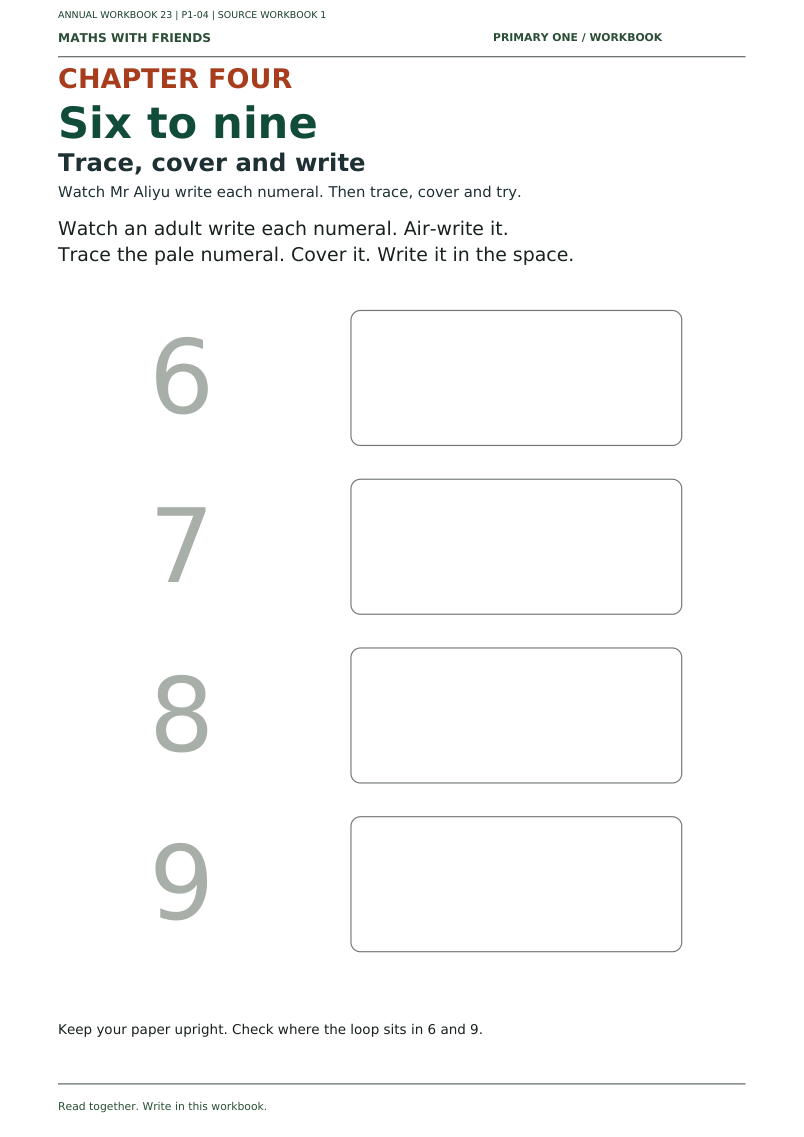 ANNUAL WORKBOOK 23 | P1-04 | SOURCE WORKBOOK 1
MATHS WITH FRIENDS
PRIMARY ONE / WORKBOOK
CHAPTER FOUR
Six to nine
Trace, cover and write
Watch Mr Aliyu write each numeral. Then trace, cover and try.
Watch an adult write each numeral. Air-write it.
Trace the pale numeral. Cover it. Write it in the space.
6
7
8
9
Keep your paper upright. Check where the loop sits in 6 and 9.
Read together. Write in this workbook.